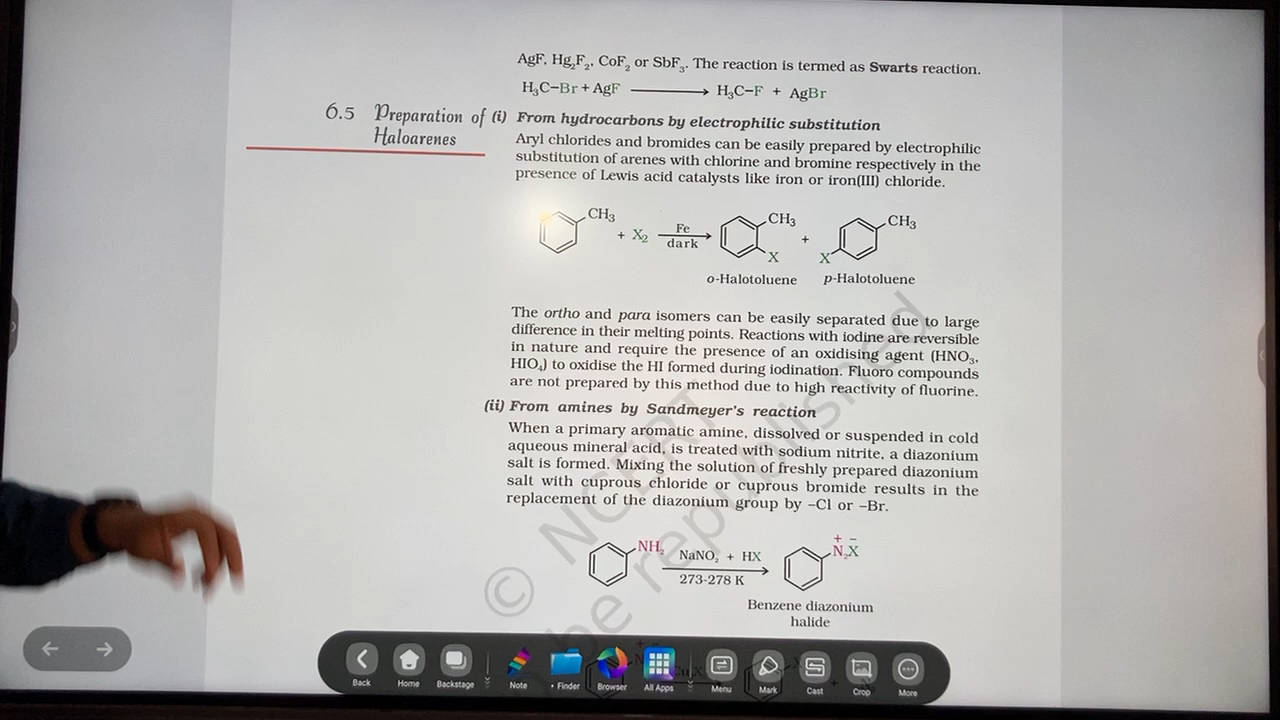 AgF, Hg₂F₂, CoF₂ or SbF₃. The reaction is termed as Swarts reaction.
H₃C–Br + AgF ⟶ H₃C–F + AgBr
6.5 Preparation of Haloarenes
(i) From hydrocarbons by electrophilic substitution
Aryl chlorides and bromides can be easily prepared by electrophilic
substitution of arenes with chlorine and bromine respectively in the
presence of Lewis acid catalysts like iron or iron(III) chloride.
CH₃ + X₂ Fe dark CH₃ X + CH₃ X
o-Halotoluene p-Halotoluene
The ortho and para isomers can be easily separated due to large
difference in their melting points. Reactions with iodine are reversible
in nature and require the presence of an oxidising agent (HNO₃,
HIO₄) to oxidise the HI formed during iodination. Fluoro compounds
are not prepared by this method due to high reactivity of fluorine.
(ii) From amines by Sandmeyer's reaction
When a primary aromatic amine, dissolved or suspended in cold
aqueous mineral acid, is treated with sodium nitrite, a diazonium
salt is formed. Mixing the solution of freshly prepared diazonium
salt with cuprous chloride or cuprous bromide results in the
replacement of the diazonium group by –Cl or –Br.
NH₂ NaNO₂ + HX 273-278 K N₂⁺X⁻
Benzene diazonium
halide
© NCERT
be republished
Back Home Backstage Note • Finder Browser All Apps Menu Mark Cast Crop More